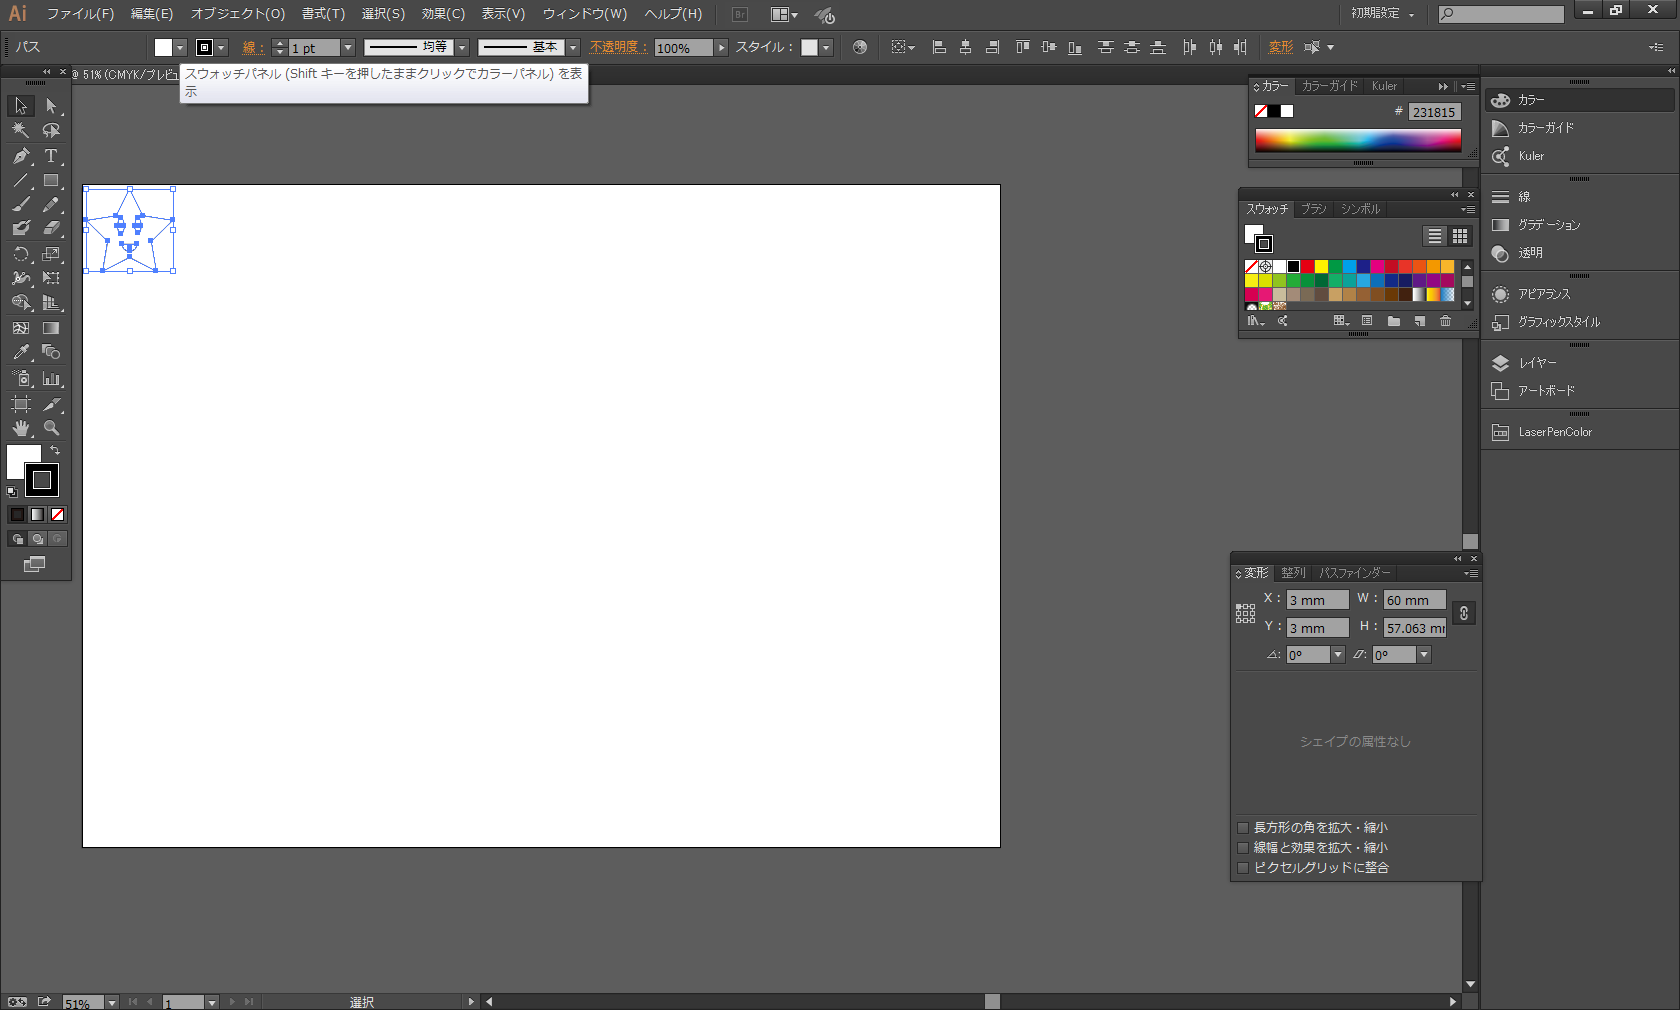 Ai ファイル(F) 編集(E) オブジェクト(O) 書式(T) 選択(S) 効果(C) 表示(V) ウィンドウ(W) ヘルプ(H) Br 初期設定
パス 線： 1 pt 均等 基本 不透明度： 100% スタイル： 変形
@ 51% (CMYK/プレビュ
スウォッチパネル (Shift キーを押したままクリックでカラーパネル) を表
示
カラー カラーガイド Kuler
# 231815
スウォッチ ブラシ シンボル
カラー
カラーガイド
Kuler
線
グラデーション
透明
アピアランス
グラフィックスタイル
レイヤー
アートボード
LaserPenColor
変形 整列 パスファインダー
X： 3 mm W： 60 mm
Y： 3 mm H： 57.063 mm
0° 0°
シェイプの属性なし
長方形の角を拡大・縮小
線幅と効果を拡大・縮小
ピクセルグリッドに整合
51% 1 選択